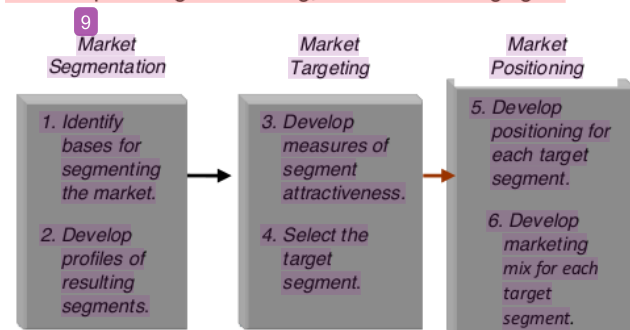 9
Market
Segmentation
1. Identify
bases for
segmenting
the market.
2. Develop
profiles of
resulting
segments.
Market
Targeting
3. Develop
measures of
segment
attractiveness.
4. Select the
target
segment.
Market
Positioning
5. Develop
positioning for
each target
segment.
6. Develop
marketing
mix for each
target
segment.